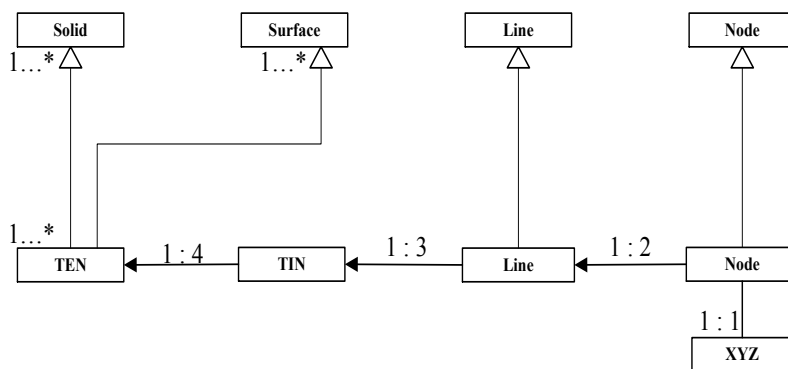 Solid
Surface
Line
Node
1...*
1...*
1...*
TEN
1 : 4
TIN
1 : 3
Line
1 : 2
Node
1 : 1
XYZ